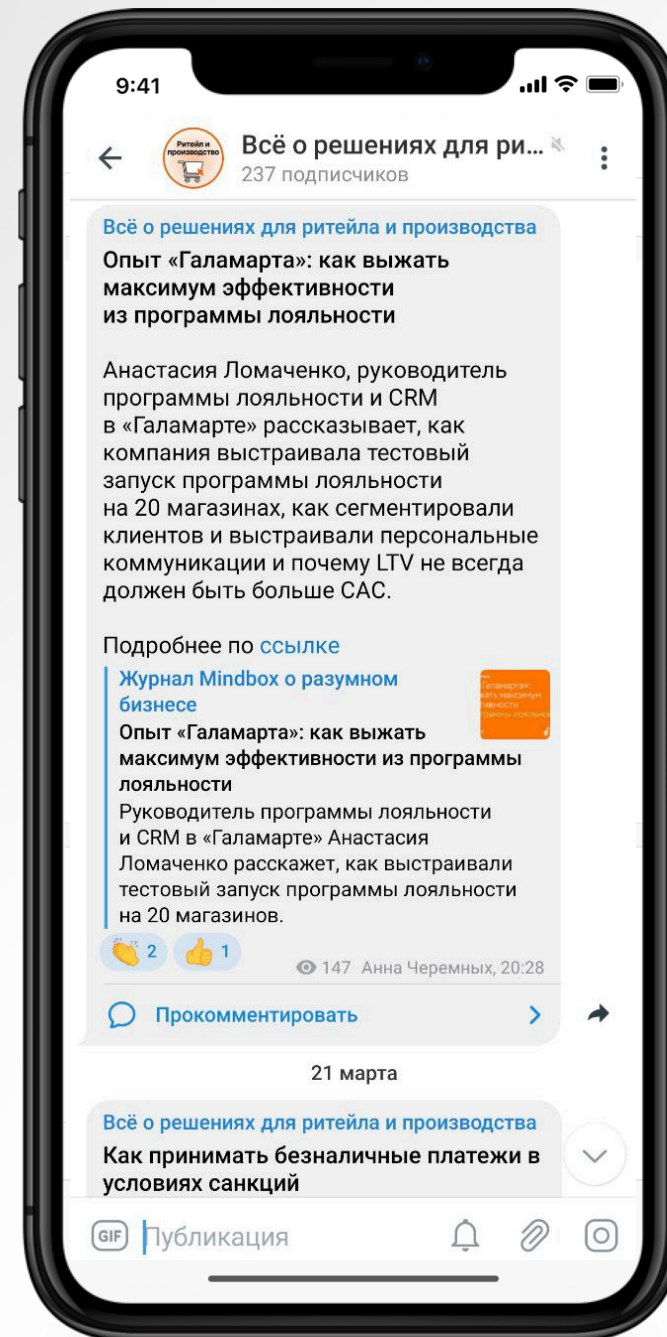 9:41
Ритейл и
производство
Всё о решениях для ри...
237 подписчиков
Всё о решениях для ритейла и производства
Опыт «Галамарта»: как выжать
максимум эффективности
из программы лояльности
Анастасия Ломаченко, руководитель
программы лояльности и CRM
в «Галамарте» рассказывает, как
компания выстраивала тестовый
запуск программы лояльности
на 20 магазинах, как сегментировали
клиентов и выстраивали персональные
коммуникации и почему LTV не всегда
должен быть больше CAC.
Подробнее по ссылке
Журнал Mindbox о разумном
бизнесе
Опыт «Галамарта»: как выжать
максимум эффективности из программы
лояльности
Руководитель программы лояльности
и CRM в «Галамарте» Анастасия
Ломаченко расскажет, как выстраивали
тестовый запуск программы лояльности
на 20 магазинов.
2 1
147 Анна Черемных, 20:28
Прокомментировать
21 марта
Всё о решениях для ритейла и производства
Как принимать безналичные платежи в
условиях санкций
GIF Публикация